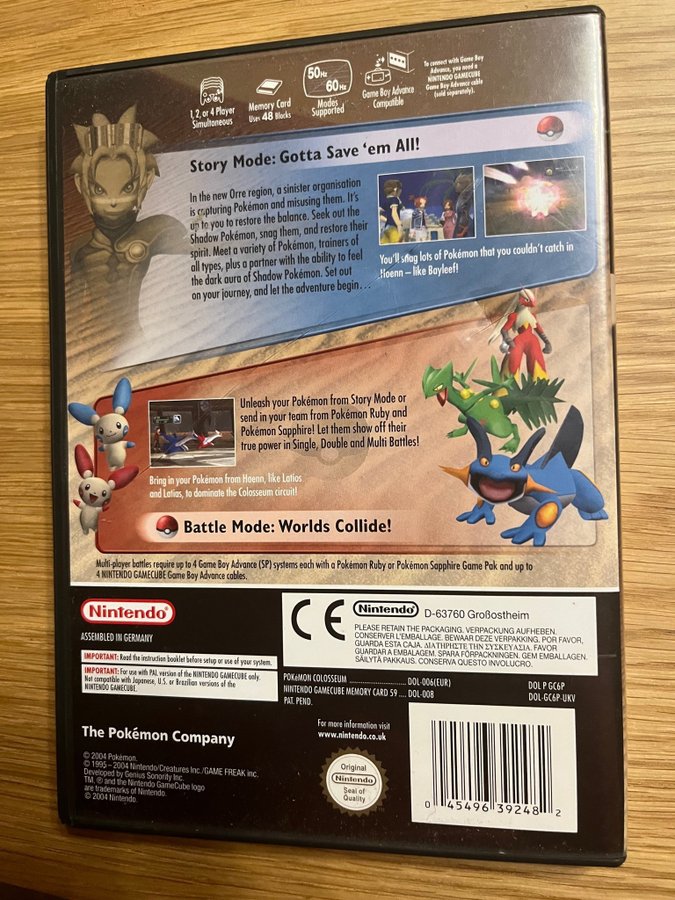 1, 2, or 4 Player
Simultaneous
Memory Card
Uses 48 Blocks
50Hz
60Hz
Modes
Supported
Game Boy Advance
Compatible
To connect with Game Boy
Advance, you need a
NINTENDO GAMECUBE
Game Boy Advance cable
(sold separately).
Story Mode: Gotta Save ‘em All!
In the new Orre region, a sinister organisation
is capturing Pokémon and misusing them. It's
up to you to restore the balance. Seek out the
Shadow Pokémon, snag them, and restore their
spirit. Meet a variety of Pokémon, trainers of
all types, plus a partner with the ability to feel
the dark aura of Shadow Pokémon. Set out
on your journey, and let the adventure begin…
You'll snag lots of Pokémon that you couldn't catch in
Hoenn – like Bayleef!
Unleash your Pokémon from Story Mode or
send in your team from Pokémon Ruby and
Pokémon Sapphire! Let them show off their
true power in Single, Double and Multi Battles!
Bring in your Pokémon from Hoenn, like Latios
and Latias, to dominate the Colosseum circuit!
Battle Mode: Worlds Collide!
Multi-player battles require up to 4 Game Boy Advance (SP) systems each with a Pokémon Ruby or Pokémon Sapphire Game Pak and up to
4 NINTENDO GAMECUBE Game Boy Advance cables.
Nintendo®
ASSEMBLED IN GERMANY
IMPORTANT: Read the instruction booklet before setup or use of your system.
IMPORTANT: For use with PAL version of the NINTENDO GAMECUBE only.
Not compatible with Japanese, U.S. or Brazilian versions of the
NINTENDO GAMECUBE.
CE
Nintendo® D-63760 Großostheim
PLEASE RETAIN THE PACKAGING. VERPACKUNG AUFHEBEN.
CONSERVER L'EMBALLAGE. BEWAAR DEZE VERPAKKING. POR FAVOR,
GUARDA ESTA CAJA. ΔΙΑΤΗΡΗΣΤΕ ΤΗΝ ΣΥΣΚΕΥΑΣΙΑ. FAVOR
GUARDAR A EMBALAGEM. SPARA FÖRPACKNINGEN. GEM EMBALLAGEN.
SÄILYTÄ PAKKAUS. CONSERVA QUESTO INVOLUCRO.
POKéMON COLOSSEUM ........................ DOL-006(EUR) DOL P GC6P
NINTENDO GAMECUBE MEMORY CARD 59 ... DOL-008 DOL-GC6P-UKV
PAT. PEND.
The Pokémon Company
For more information visit
www.nintendo.co.uk
© 2004 Pokémon.
© 1995–2004 Nintendo/Creatures Inc./GAME FREAK inc.
Developed by Genius Sonority Inc.
TM, ® and the Nintendo GameCube logo
are trademarks of Nintendo.
© 2004 Nintendo.
Original
Nintendo®
Seal of
Quality
0 45496 39248 2